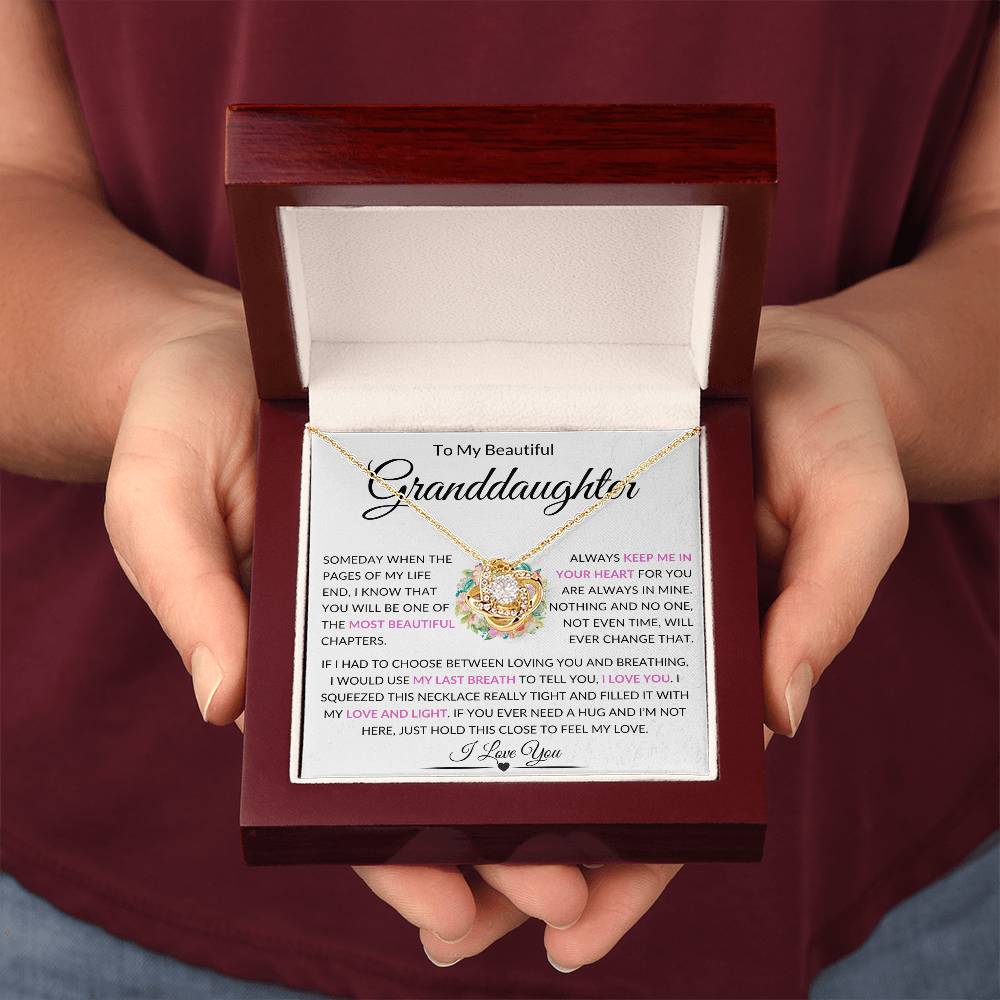 To My Beautiful
Granddaughter
SOMEDAY WHEN THE
PAGES OF MY LIFE
END, I KNOW THAT
YOU WILL BE ONE OF
THE MOST BEAUTIFUL
CHAPTERS.
ALWAYS KEEP ME IN
YOUR HEART FOR YOU
ARE ALWAYS IN MINE.
NOTHING AND NO ONE,
NOT EVEN TIME, WILL
EVER CHANGE THAT.
IF I HAD TO CHOOSE BETWEEN LOVING YOU AND BREATHING,
I WOULD USE MY LAST BREATH TO TELL YOU, I LOVE YOU. I
SQUEEZED THIS NECKLACE REALLY TIGHT AND FILLED IT WITH
MY LOVE AND LIGHT. IF YOU EVER NEED A HUG AND I'M NOT
HERE, JUST HOLD THIS CLOSE TO FEEL MY LOVE.
I Love You